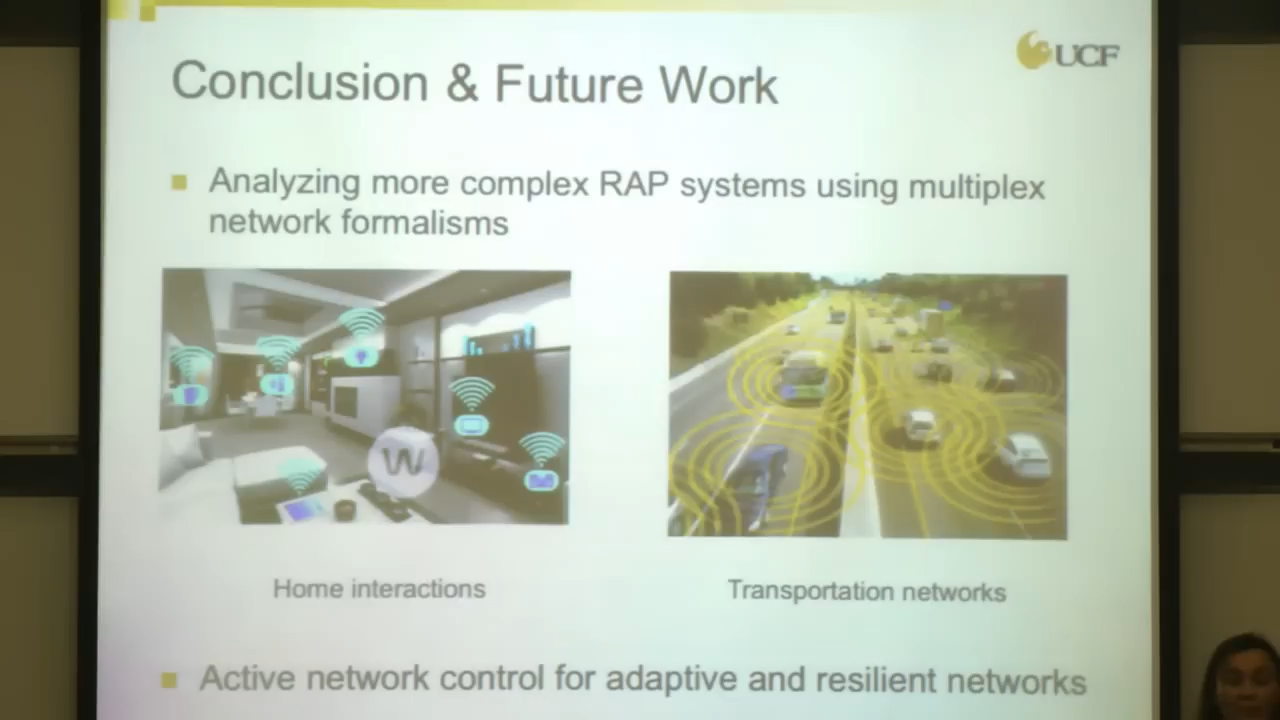 UCF
Conclusion & Future Work
Analyzing more complex RAP systems using multiplex
network formalisms
W
Home interactions
Transportation networks
Active network control for adaptive and resilient networks